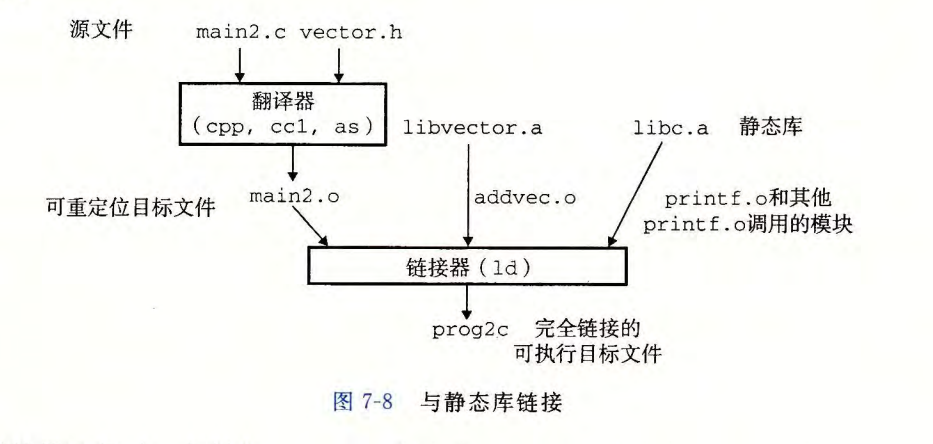 源文件 main2.c vector.h
翻译器
(cpp, cc1, as)
libvector.a
libc.a 静态库
可重定位目标文件 main2.o
addvec.o
printf.o和其他
printf.o调用的模块
链接器(ld)
prog2c 完全链接的
可执行目标文件
图 7-8 与静态库链接